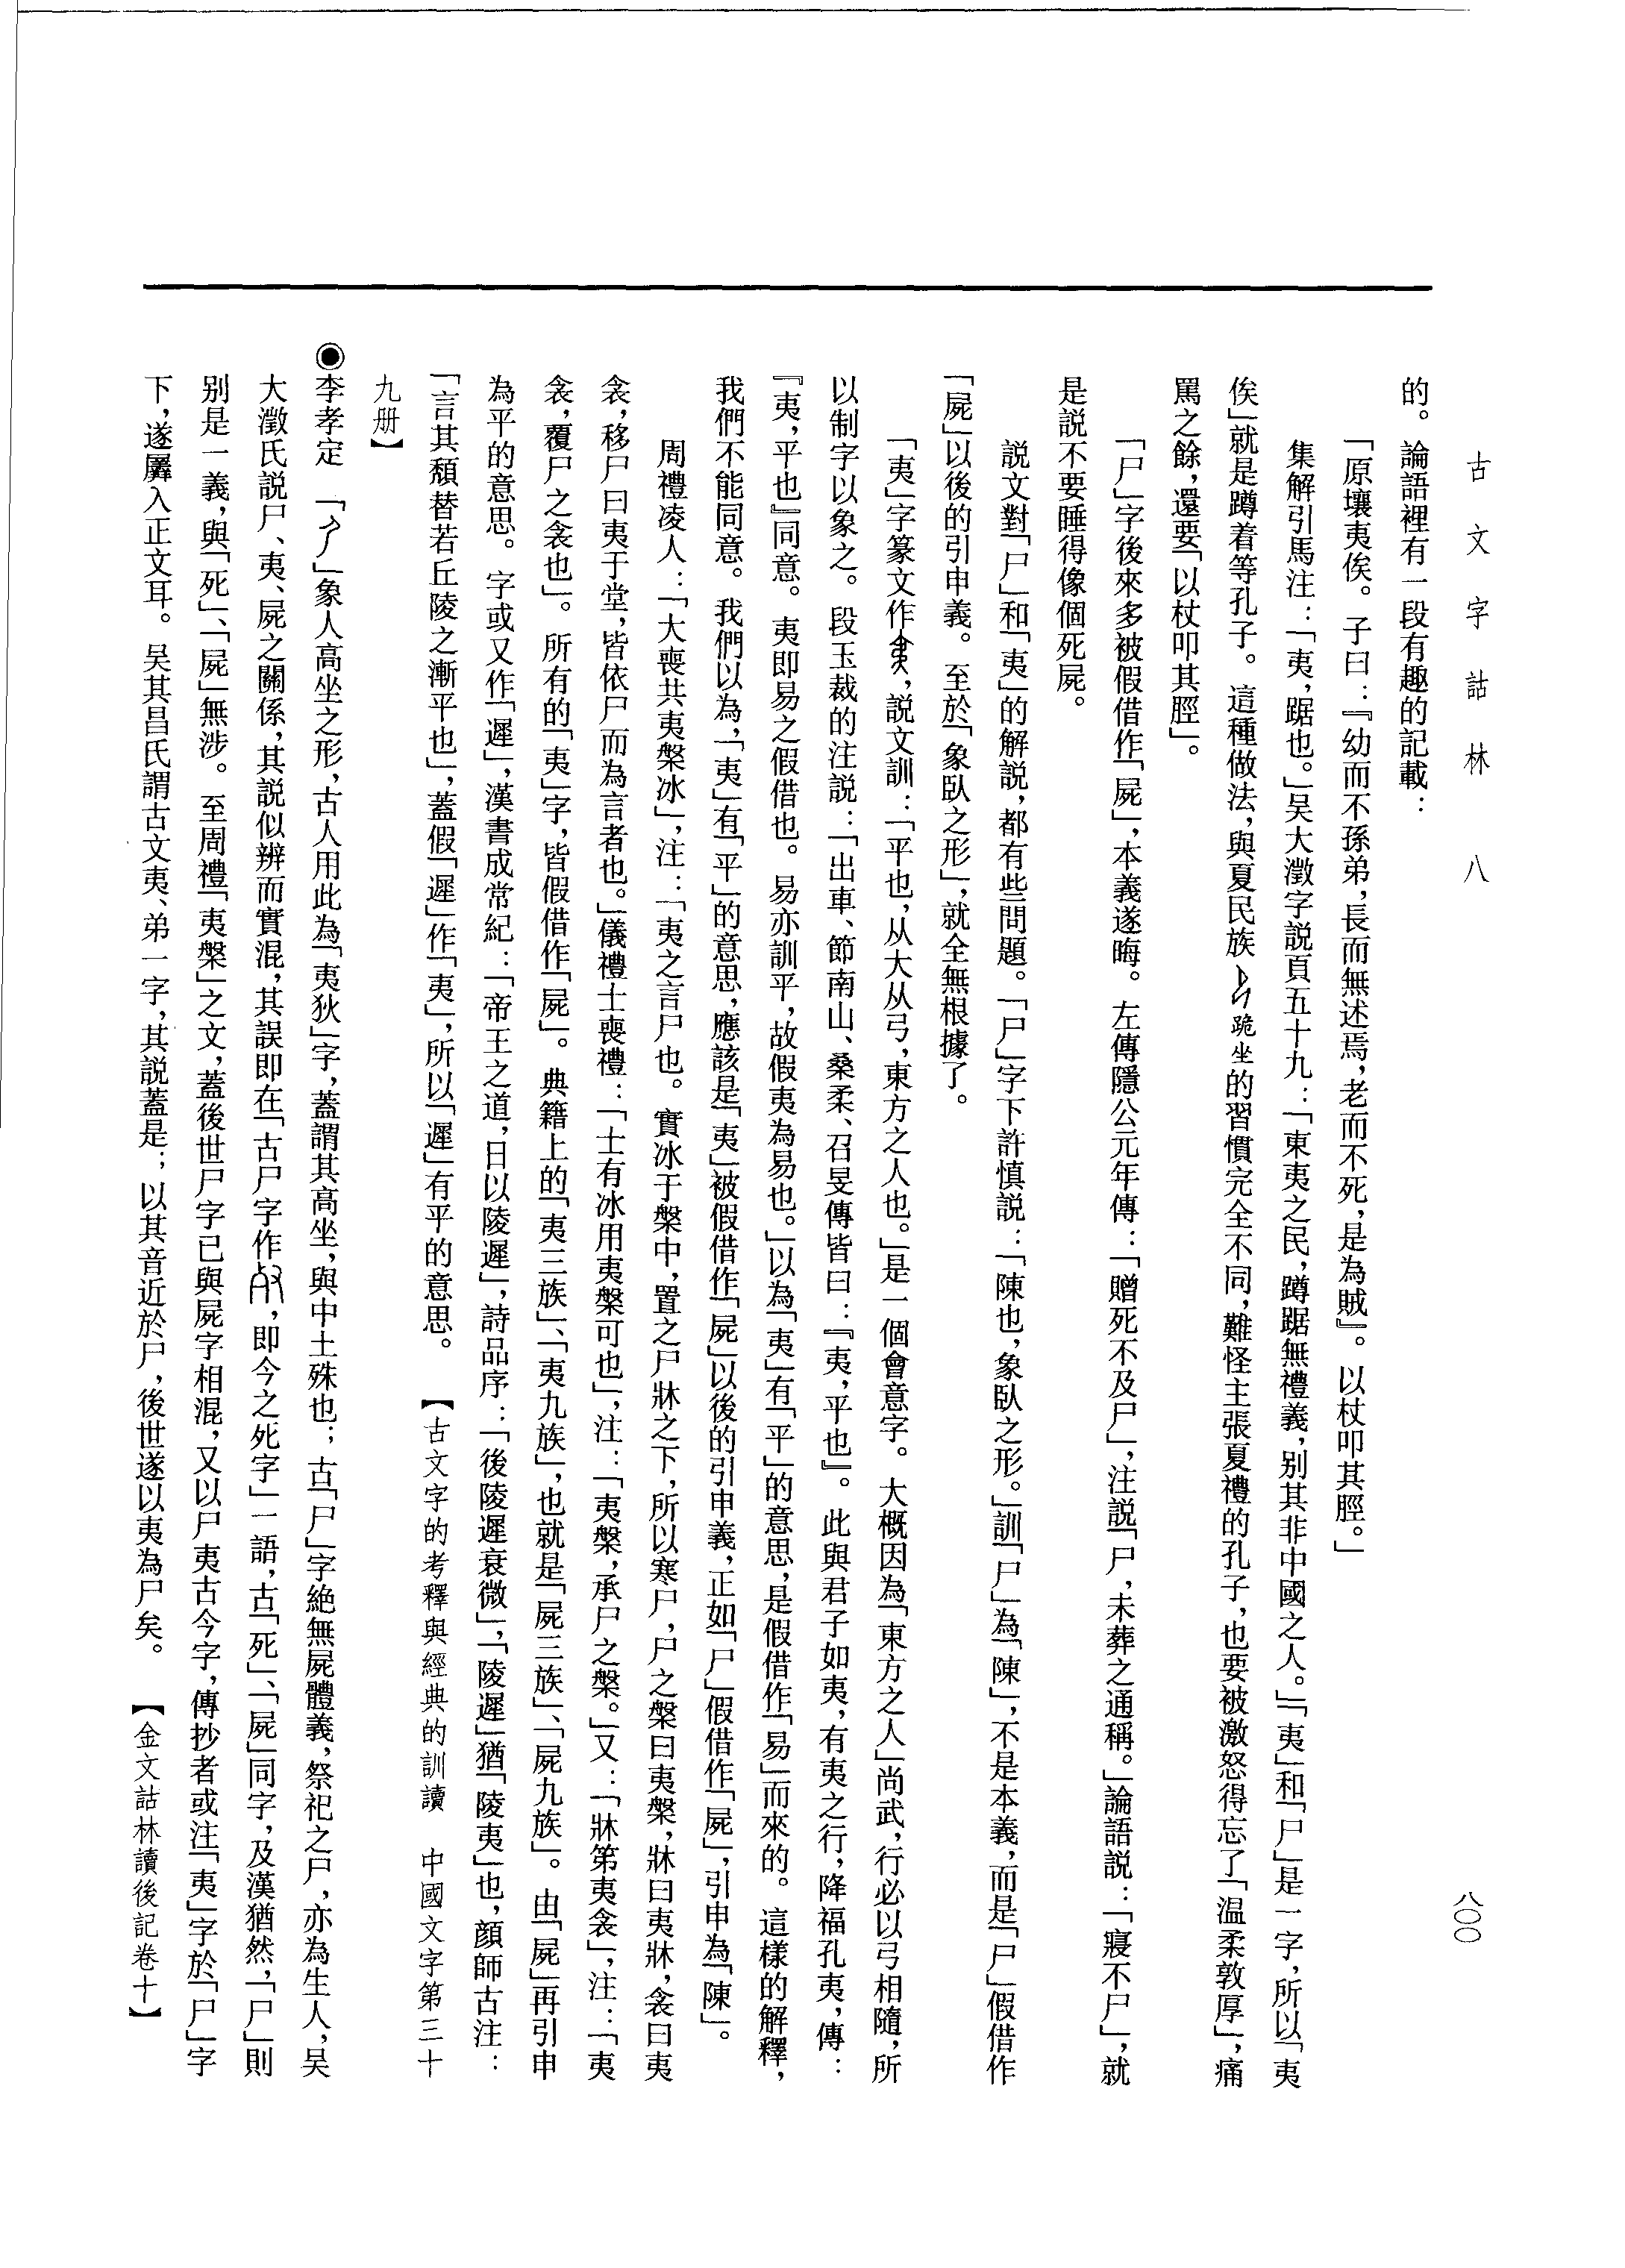 古文字詁林 八
八〇〇
的。論語裡有一段有趣的記載：
「原壤夷俟。子曰：『幼而不孫弟，長而無述焉，老而不死，是為賊』。以杖叩其脛。」
集解引馬注：「夷，踞也。」吴大澂字説頁五十九：「東夷之民，蹲踞無禮義，别其非中國之人。」「夷」和「尸」是一字，所以「夷
俟」就是蹲着等孔子。這種做法，與夏民族跪坐的習慣完全不同，難怪主張夏禮的孔子，也要被激怒得忘了「温柔敦厚」，痛
罵之餘，還要「以杖叩其脛」。
「尸」字後來多被假借作「屍」，本義遂晦。左傳隱公元年傳：「贈死不及尸」，注説「尸，未葬之通稱。」論語説：「寢不尸」，就
是説不要睡得像個死屍。
説文對「尸」和「夷」的解説，都有些問題。「尸」字下許慎説：「陳也，象臥之形。」訓「尸」為「陳」，不是本義，而是「尸」假借作
「屍」以後的引申義。至於「象臥之形」，就全無根據了。
「夷」字篆文作，説文訓：「平也，从大从弓，東方之人也。」是一個會意字。大概因為「東方之人」尚武，行必以弓相隨，所
以制字以象之。段玉裁的注説：「出車、節南山、桑柔、召旻傳皆曰：『夷，平也』。此與君子如夷，有夷之行，降福孔夷，傳：
『夷，平也』同意。夷即易之假借也。易亦訓平，故假夷為易也。」以為「夷」有「平」的意思，是假借作「易」而來的。這樣的解釋，
我們不能同意。我們以為，「夷」有「平」的意思，應該是「夷」被假借作「屍」以後的引申義，正如「尸」假借作「屍」，引申為「陳」。
周禮凌人：「大喪共夷槃冰」，注：「夷之言尸也。實冰于槃中，置之尸牀之下，所以寒尸，尸之槃曰夷槃，牀曰夷牀，衾曰夷
衾，移尸曰夷于堂，皆依尸而為言者也。」儀禮士喪禮：「士有冰用夷槃可也」，注：「夷槃，承尸之槃。」又：「牀笫夷衾」，注：「夷
衾，覆尸之衾也」。所有的「夷」字，皆假借作「屍」。典籍上的「夷三族」、「夷九族」，也就是「屍三族」、「屍九族」。由「屍」再引申
為平的意思。字或又作「遲」，漢書成常紀：「帝王之道，日以陵遲」，詩品序：「後陵遲衰微」，「陵遲」猶「陵夷」也，顔師古注：
「言其頹替若丘陵之漸平也」，蓋假「遲」作「夷」，所以「遲」有平的意思。【古文字的考釋與經典的訓讀 中國文字第三十
九册】
◉李孝定 「」象人高坐之形，古人用此為「夷狄」字，蓋謂其高坐，與中土殊也；古「尸」字絶無屍體義，祭祀之尸，亦為生人，吴
大澂氏説尸、夷、屍之關係，其説似辨而實混，其誤即在「古尸字作，即今之死字」一語，古「死」、「屍」同字，及漢猶然，「尸」則
别是一義，與「死」、「屍」無涉。至周禮「夷槃」之文，蓋後世尸字已與屍字相混，又以尸夷古今字，傳抄者或注「夷」字於「尸」字
下，遂羼入正文耳。吴其昌氏謂古文夷、弟一字，其説蓋是；以其音近於尸，後世遂以夷為尸矣。【金文詁林讀後記卷十】